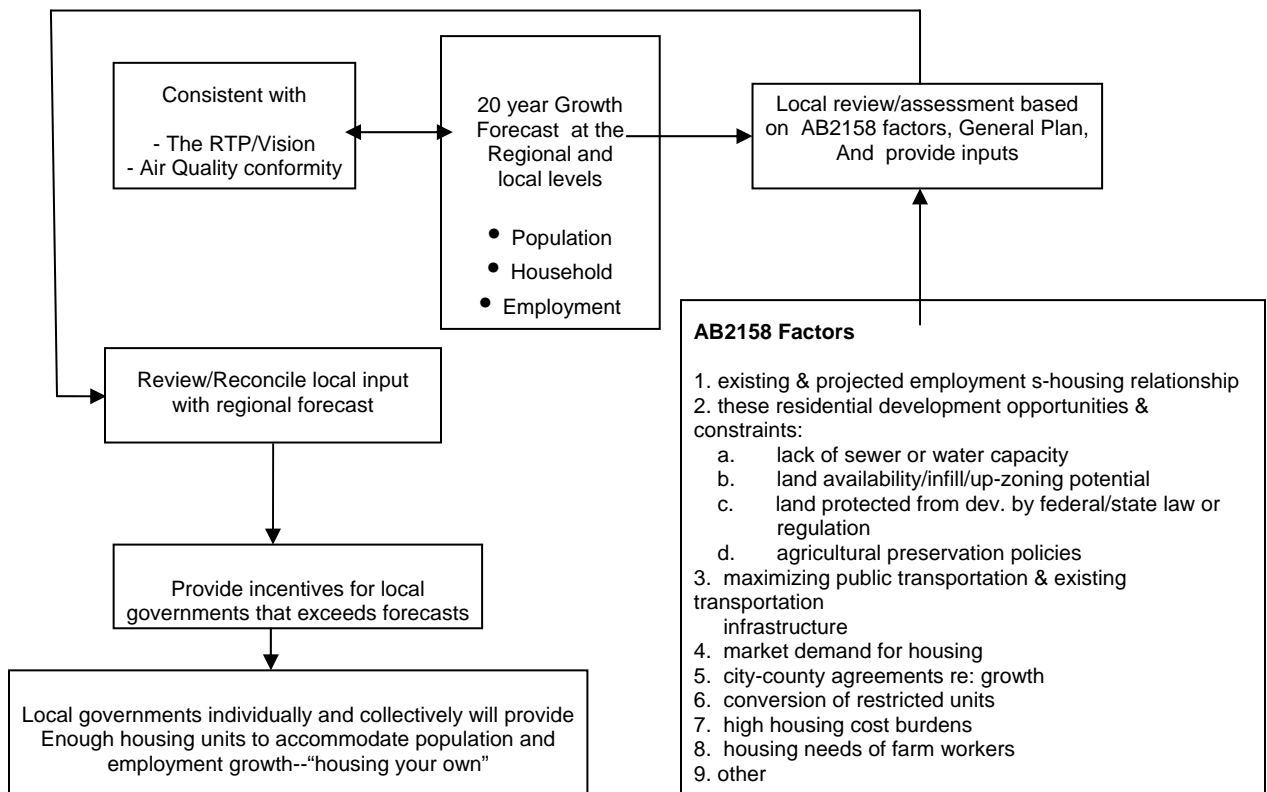 Consistent with
- The RTP/Vision
- Air Quality conformity
20 year Growth
Forecast at the
Regional and
local levels
• Population
• Household
• Employment
Local review/assessment based
on AB2158 factors, General Plan,
And provide inputs
Review/Reconcile local input
with regional forecast
Provide incentives for local
governments that exceeds forecasts
Local governments individually and collectively will provide
Enough housing units to accommodate population and
employment growth--“housing your own”
AB2158 Factors
1. existing & projected employment s-housing relationship
2. these residential development opportunities &
constraints:
a. lack of sewer or water capacity
b. land availability/infill/up-zoning potential
c. land protected from dev. by federal/state law or
regulation
d. agricultural preservation policies
3. maximizing public transportation & existing
transportation
infrastructure
4. market demand for housing
5. city-county agreements re: growth
6. conversion of restricted units
7. high housing cost burdens
8. housing needs of farm workers
9. other